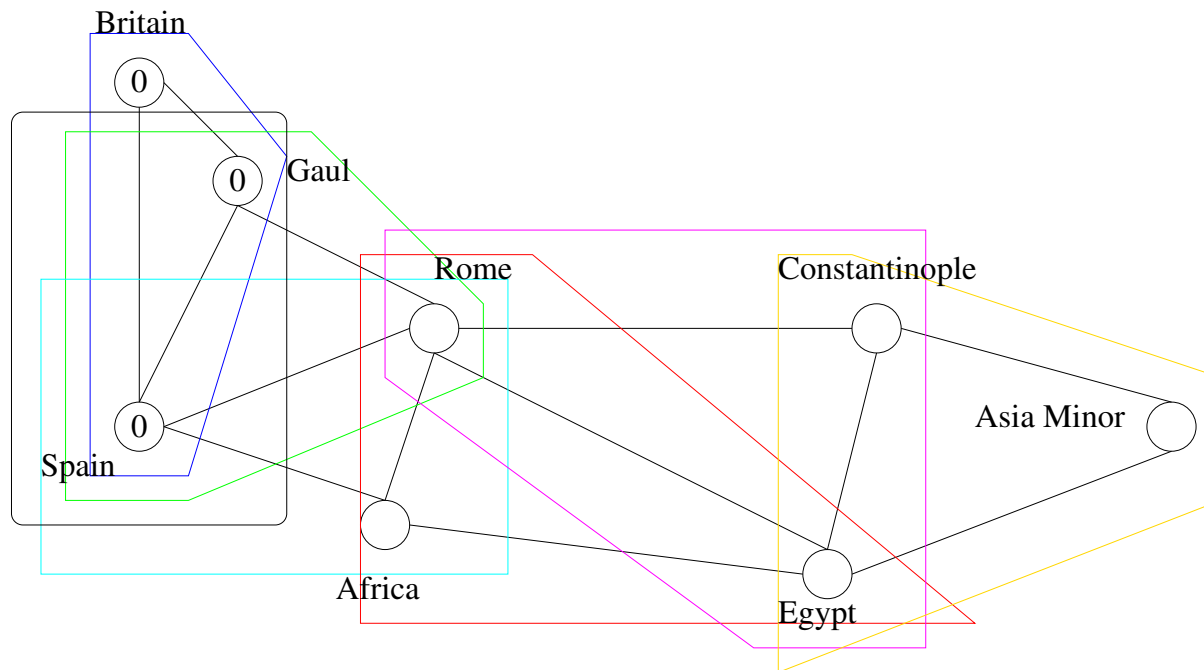 Britain
0
0
Gaul
Rome
Constantinople
Asia Minor
0
Spain
Africa
Egypt